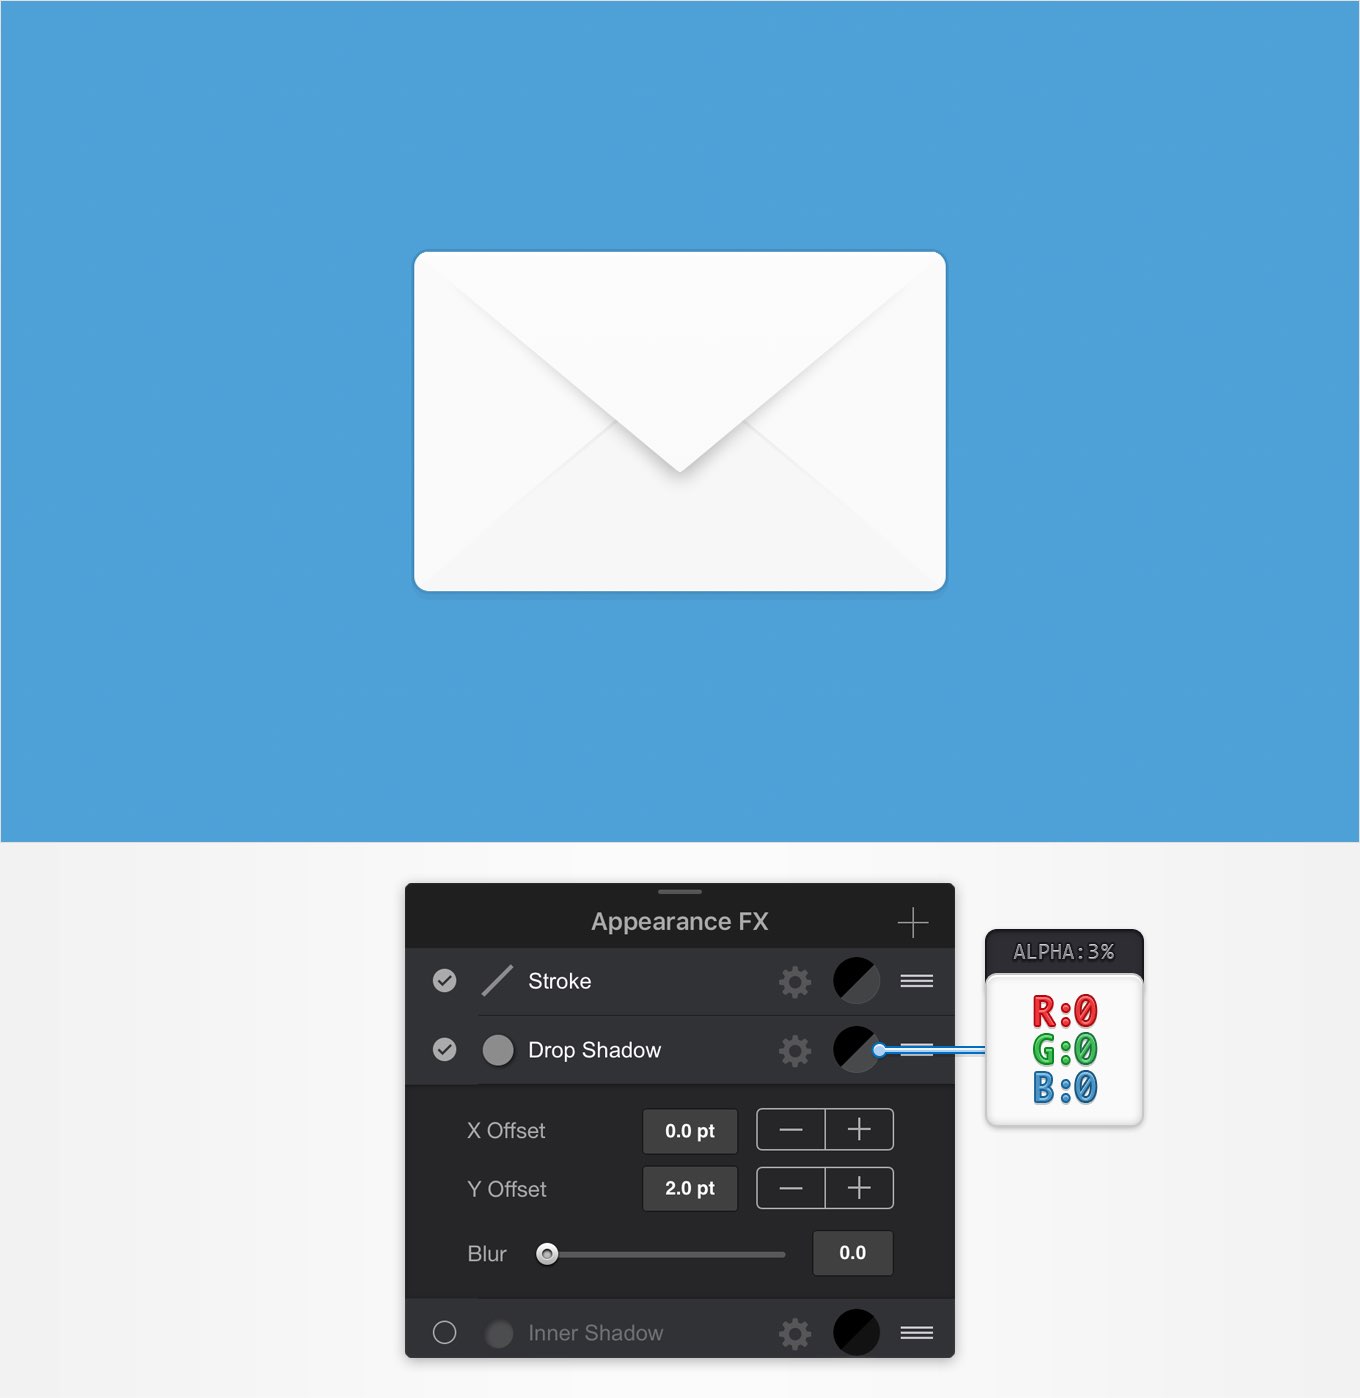 Appearance FX
Stroke
Drop Shadow
ALPHA:3%
R:0
G:0
B:0
X Offset 0.0 pt
Y Offset 2.0 pt
Blur 0.0
Inner Shadow